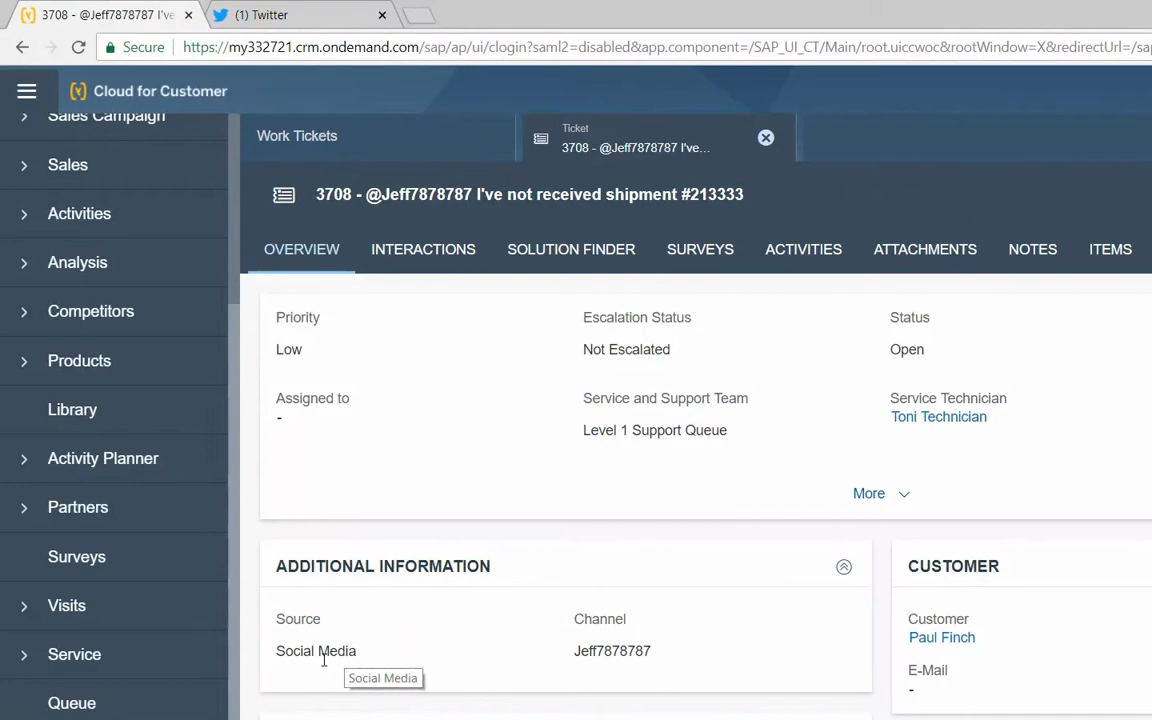 3708 - @Jeff7878787 I've
(1) Twitter
Secure
https://my332721.crm.ondemand.com/sap/ap/ui/clogin?saml2=disabled&app.component=/SAP_UI_CT/Main/root.uiccwoc&rootWindow=X&redirectUrl=/sa
Cloud for Customer
Sales Campaign
Sales
Activities
Analysis
Competitors
Products
Library
Activity Planner
Partners
Surveys
Visits
Service
Queue
Work Tickets
Ticket
3708 - @Jeff7878787 I've...
3708 - @Jeff7878787 I've not received shipment #213333
OVERVIEW
INTERACTIONS
SOLUTION FINDER
SURVEYS
ACTIVITIES
ATTACHMENTS
NOTES
ITEMS
Priority
Escalation Status
Status
Low
Not Escalated
Open
Assigned to
Service and Support Team
Service Technician
-
Level 1 Support Queue
Toni Technician
More
ADDITIONAL INFORMATION
Source
Channel
Social Media
Jeff7878787
Social Media
CUSTOMER
Customer
Paul Finch
E-Mail
-